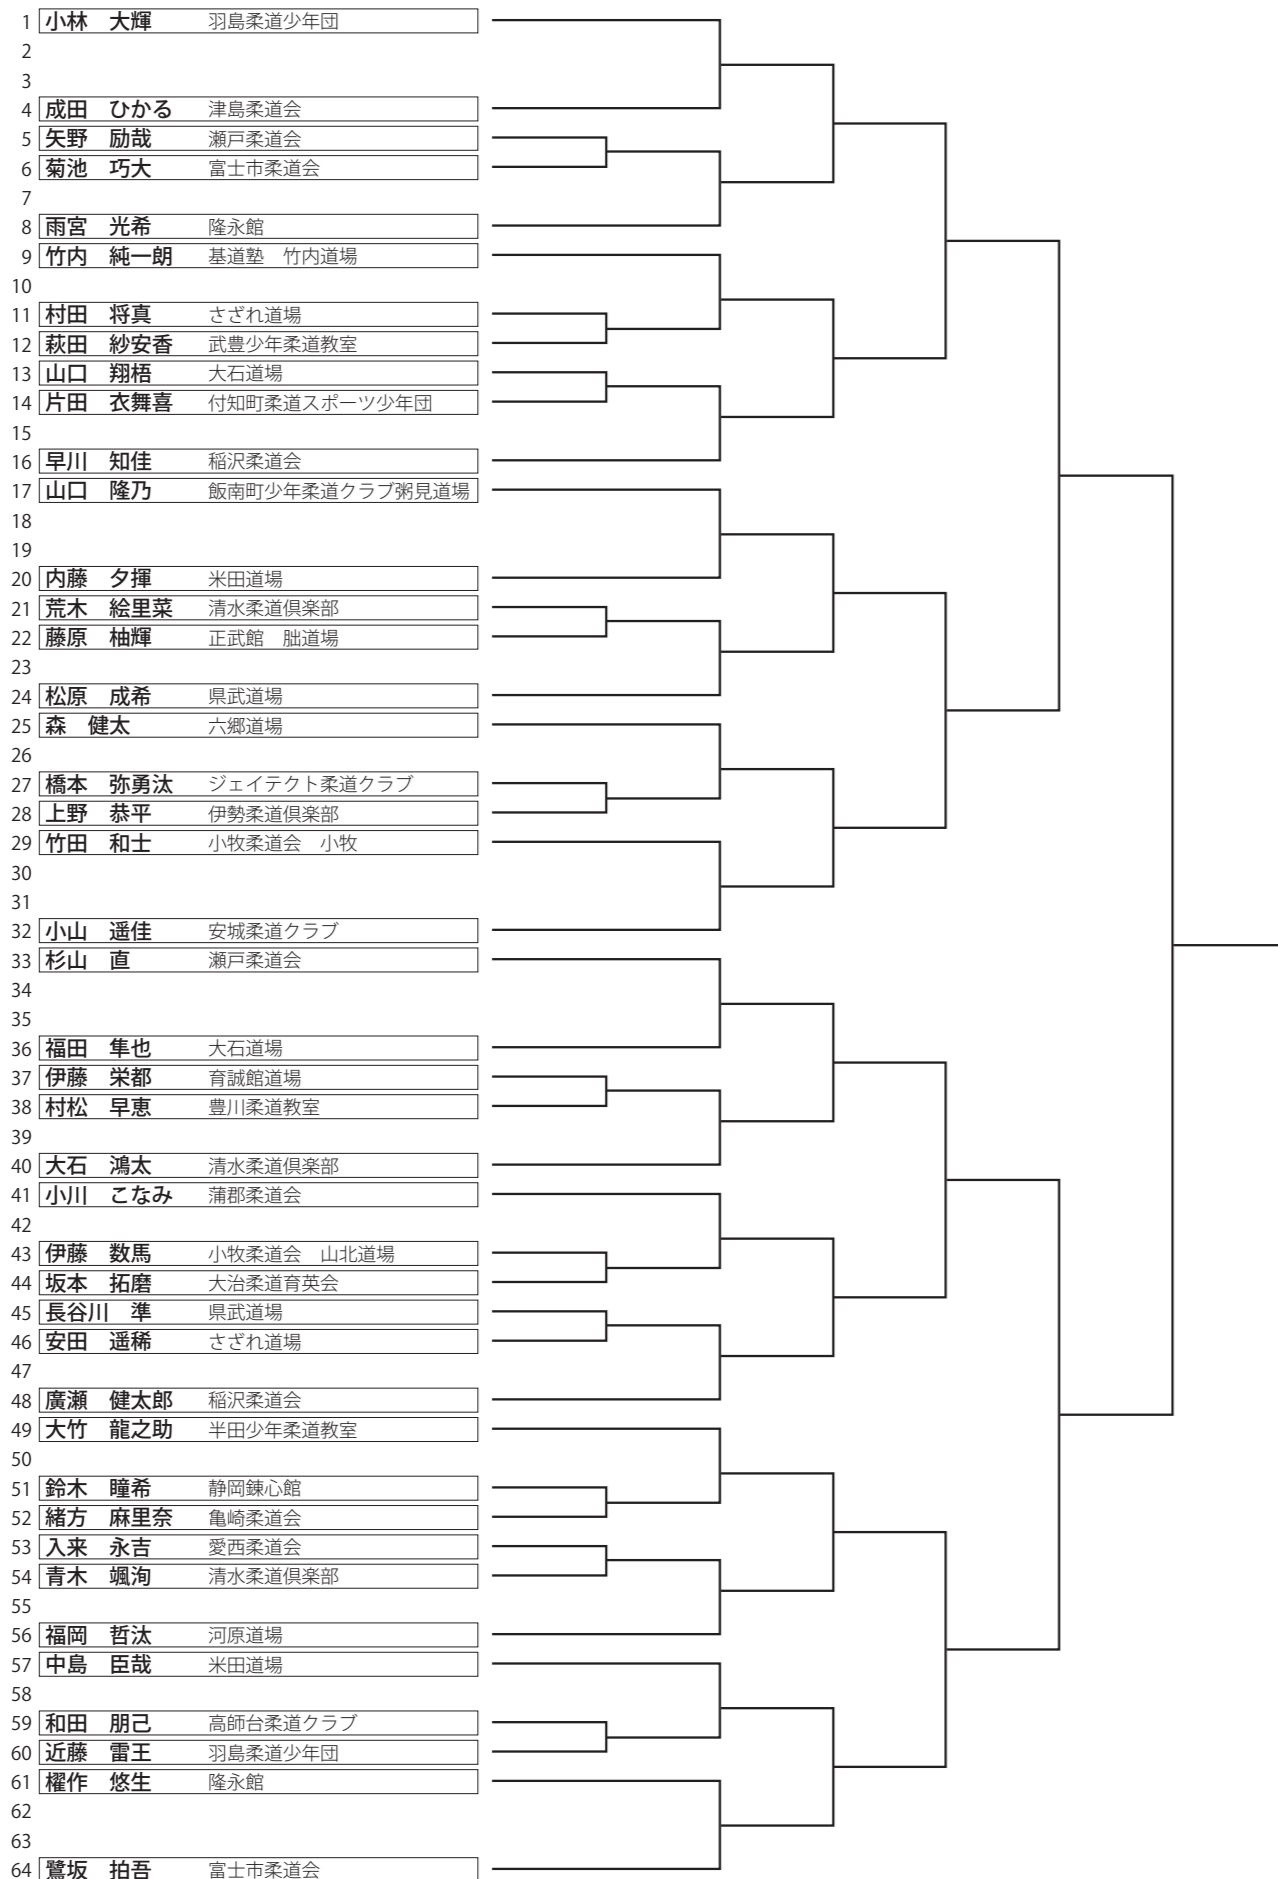 1 小林　大輝　羽島柔道少年団
2
3
4 成田　ひかる　津島柔道会
5 矢野　励哉　瀬戸柔道会
6 菊池　巧大　富士市柔道会
7
8 雨宮　光希　隆永館
9 竹内　純一朗　基道塾　竹内道場
10
11 村田　将真　さざれ道場
12 萩田　紗安香　武豊少年柔道教室
13 山口　翔梧　大石道場
14 片田　衣舞喜　付知町柔道スポーツ少年団
15
16 早川　知佳　稲沢柔道会
17 山口　隆乃　飯南町少年柔道クラブ粥見道場
18
19
20 内藤　夕揮　米田道場
21 荒木　絵里菜　清水柔道倶楽部
22 藤原　柚輝　正武館　朏道場
23
24 松原　成希　県武道場
25 森　健太　六郷道場
26
27 橋本　弥勇汰　ジェイテクト柔道クラブ
28 上野　恭平　伊勢柔道倶楽部
29 竹田　和士　小牧柔道会　小牧
30
31
32 小山　遥佳　安城柔道クラブ
33 杉山　直　瀬戸柔道会
34
35
36 福田　隼也　大石道場
37 伊藤　栄都　育誠館道場
38 村松　早恵　豊川柔道教室
39
40 大石　鴻太　清水柔道倶楽部
41 小川　こなみ　蒲郡柔道会
42
43 伊藤　数馬　小牧柔道会　山北道場
44 坂本　拓磨　大治柔道育英会
45 長谷川　準　県武道場
46 安田　遥稀　さざれ道場
47
48 廣瀬　健太郎　稲沢柔道会
49 大竹　龍之助　半田少年柔道教室
50
51 鈴木　瞳希　静岡錬心館
52 緒方　麻里奈　亀崎柔道会
53 入来　永吉　愛西柔道会
54 青木　颯洵　清水柔道倶楽部
55
56 福岡　哲汰　河原道場
57 中島　臣哉　米田道場
58
59 和田　朋己　高師台柔道クラブ
60 近藤　雷王　羽島柔道少年団
61 櫂作　悠生　隆永館
62
63
64 鷺坂　拍吾　富士市柔道会